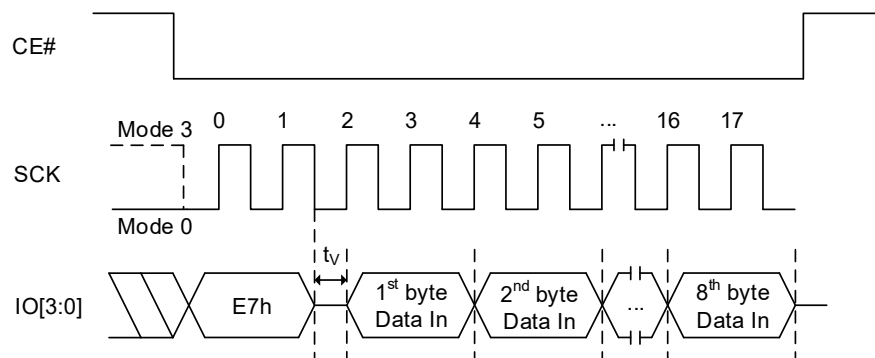 CE#
Mode 3
0 1 2 3 4 5 ... 16 17
SCK
Mode 0
tV
IO[3:0]
E7h
1st byte
Data In
2nd byte
Data In
...
8th byte
Data In